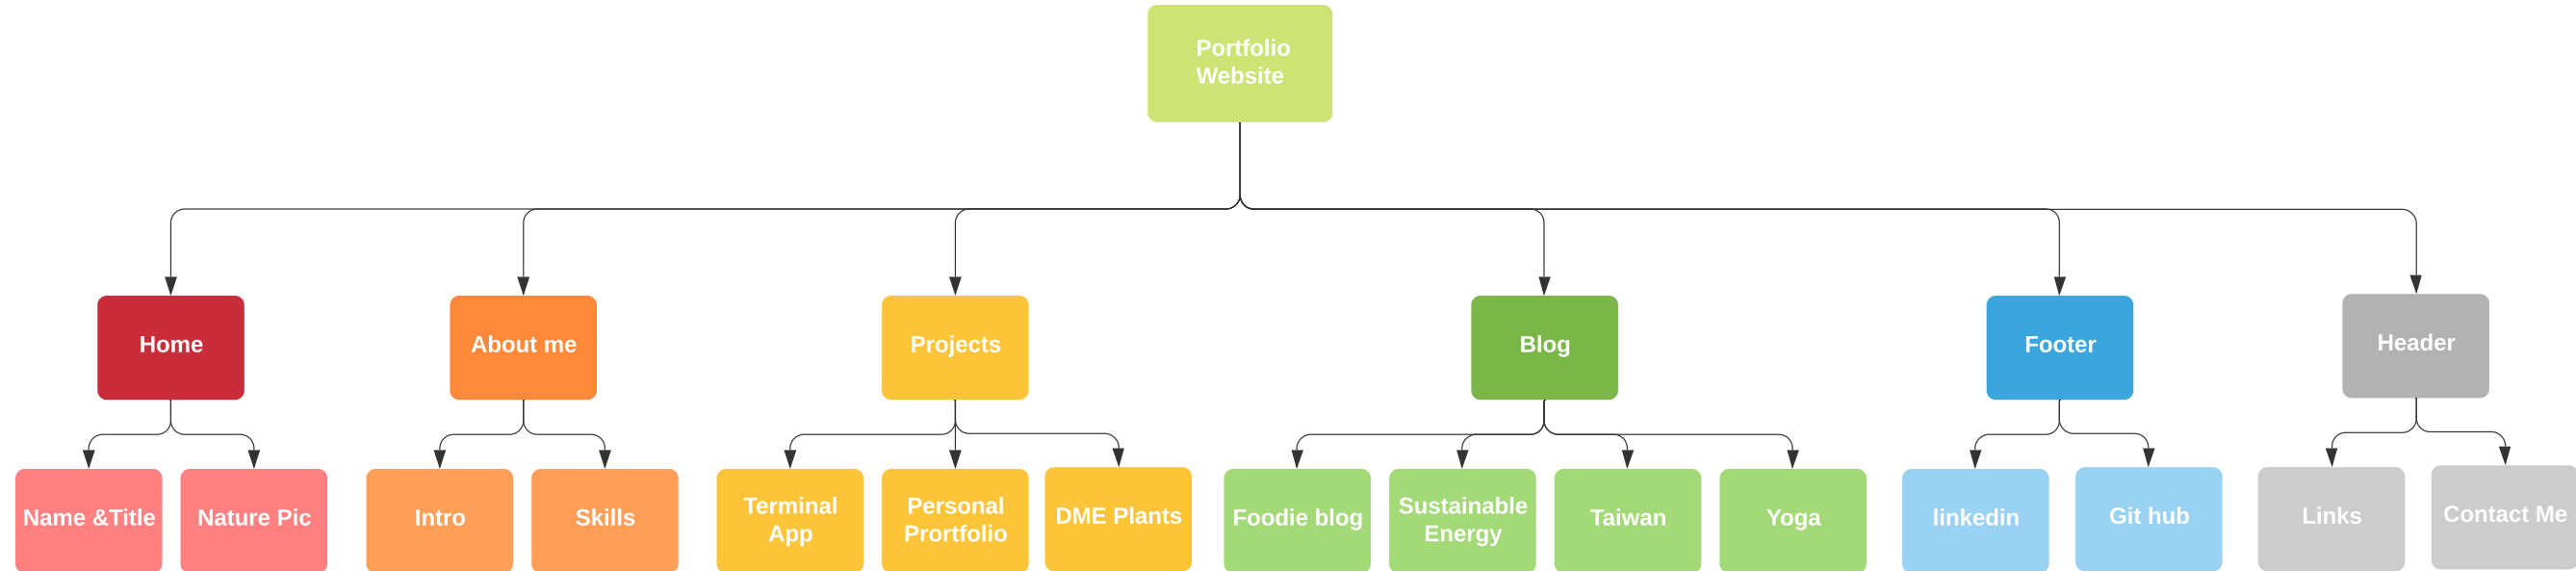 Portfolio
Website
Home
About me
Projects
Blog
Footer
Header
Name &Title
Nature Pic
Intro
Skills
Terminal
App
Personal
Prortfolio
DME Plants
Foodie blog
Sustainable
Energy
Taiwan
Yoga
linkedin
Git hub
Links
Contact Me